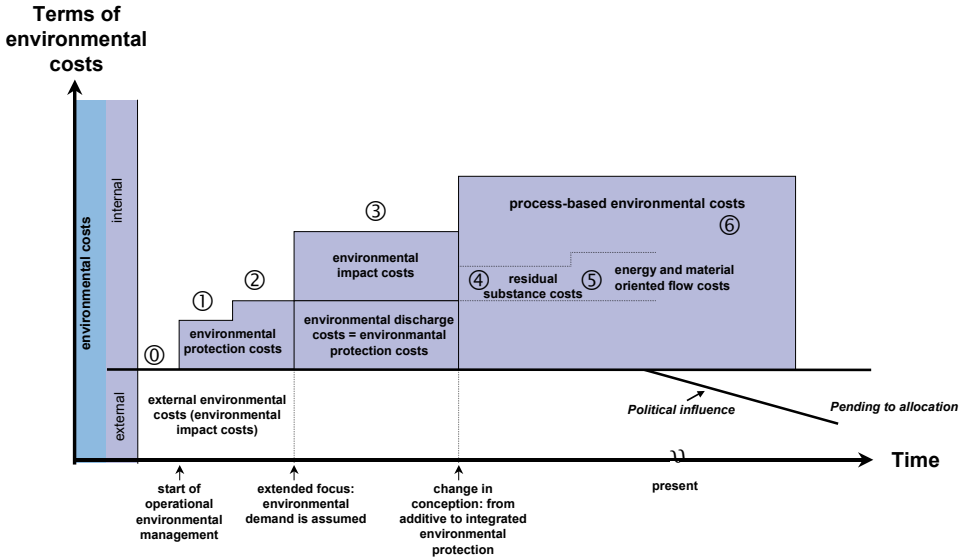 Terms of
environmental
costs
environmental costs
internal
external
⓪
①
②
③
④
⑤
⑥
process-based environmental costs
environmental
impact costs
residual
substance costs
energy and material
oriented flow costs
environmental
protection costs
environmental discharge
costs = environmantal
protection costs
external environmental
costs (environmental
impact costs)
Political influence
Pending to allocation
Time
start of
operational
environmental
management
extended focus:
environmental
demand is assumed
change in
conception: from
additive to integrated
environmental
protection
present